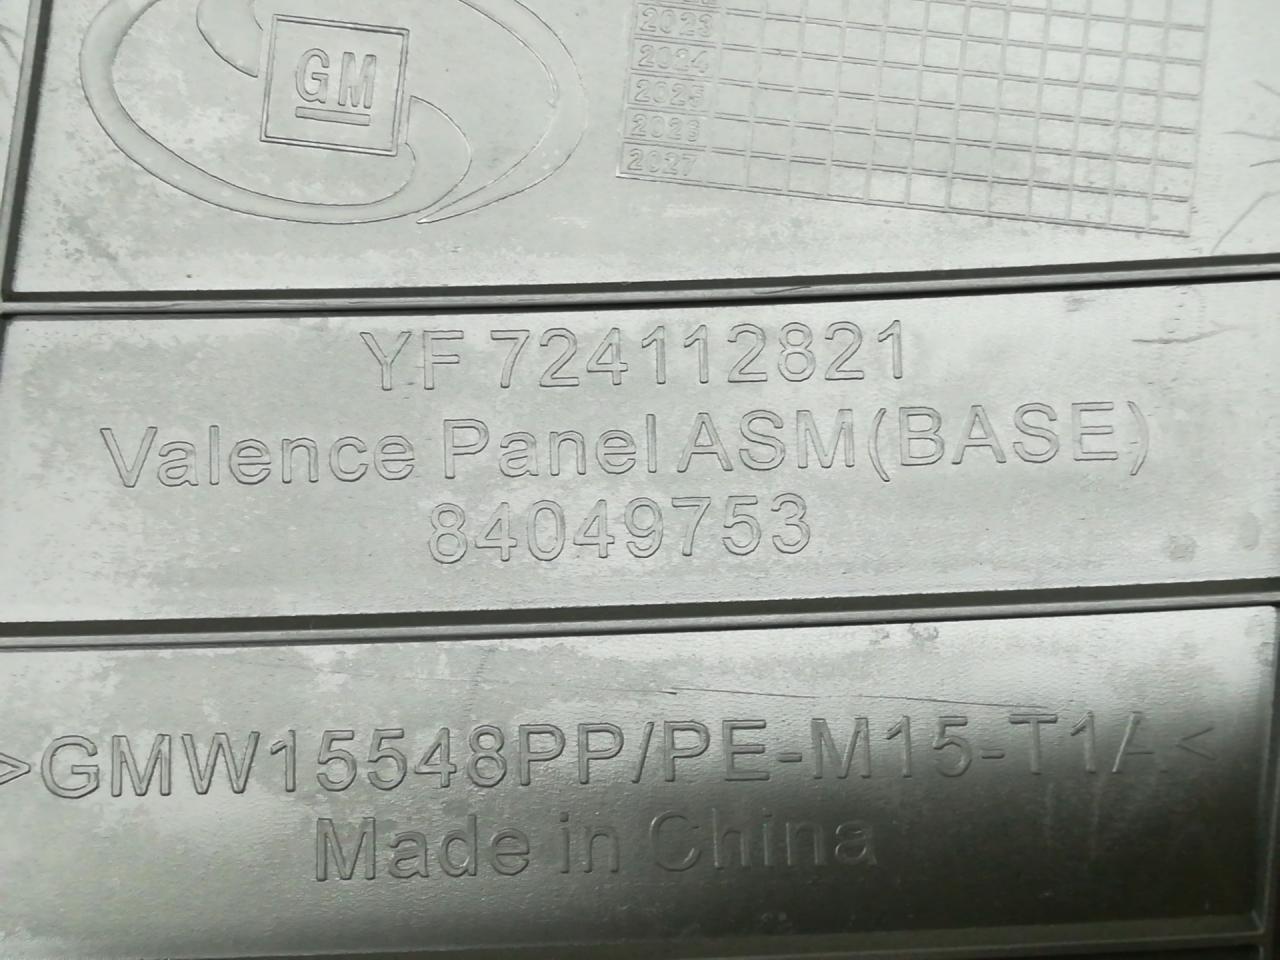 GM
2023
2024
2025
2026
2027
YF 724112821
Valence Panel ASM(BASE)
84049753
>GMW15548PP/PE-M15-T1A<
Made in China